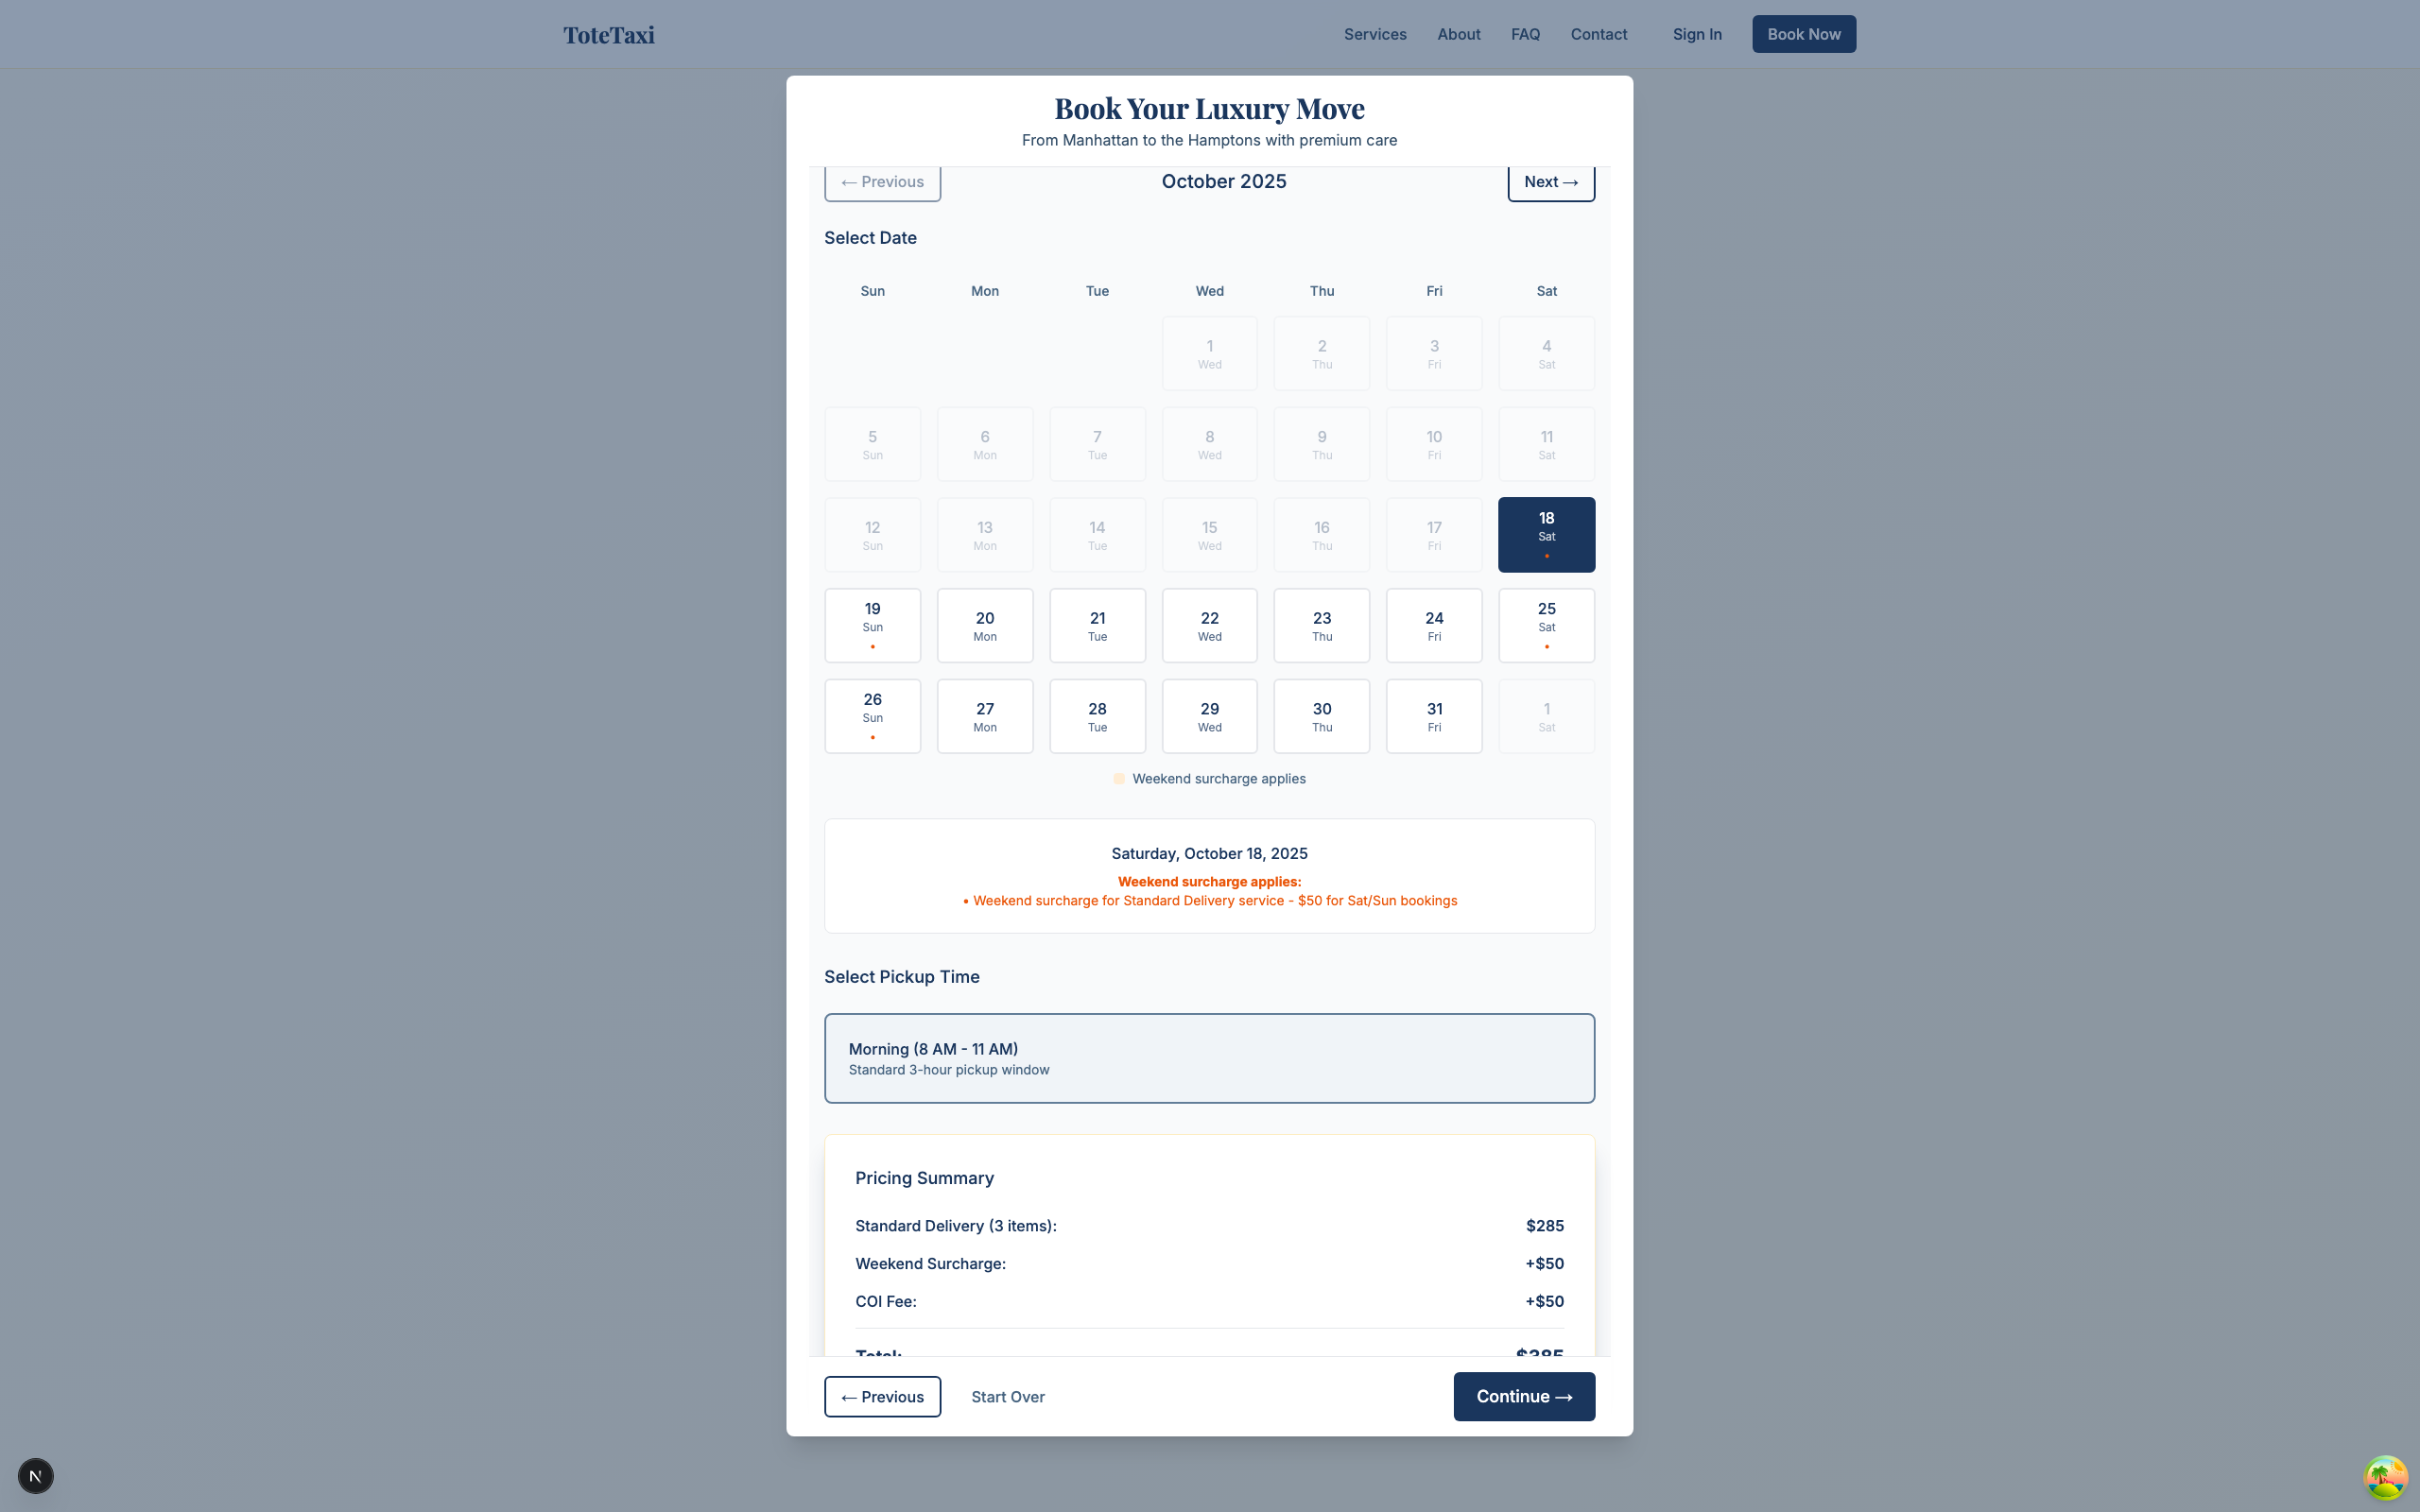 ToteTaxi
Services About FAQ Contact Sign In Book Now
Book Your Luxury Move
From Manhattan to the Hamptons with premium care
← Previous October 2025 Next →
Select Date
Sun Mon Tue Wed Thu Fri Sat
1 2 3 4
Wed Thu Fri Sat
5 6 7 8 9 10 11
Sun Mon Tue Wed Thu Fri Sat
12 13 14 15 16 17 18
Sun Mon Tue Wed Thu Fri Sat
19 20 21 22 23 24 25
Sun Mon Tue Wed Thu Fri Sat
26 27 28 29 30 31 1
Sun Mon Tue Wed Thu Fri Sat
Weekend surcharge applies
Saturday, October 18, 2025
Weekend surcharge applies:
• Weekend surcharge for Standard Delivery service - $50 for Sat/Sun bookings
Select Pickup Time
Morning (8 AM - 11 AM)
Standard 3-hour pickup window
Pricing Summary
Standard Delivery (3 items): $285
Weekend Surcharge: +$50
COI Fee: +$50
Total: $385
← Previous Start Over Continue →
N